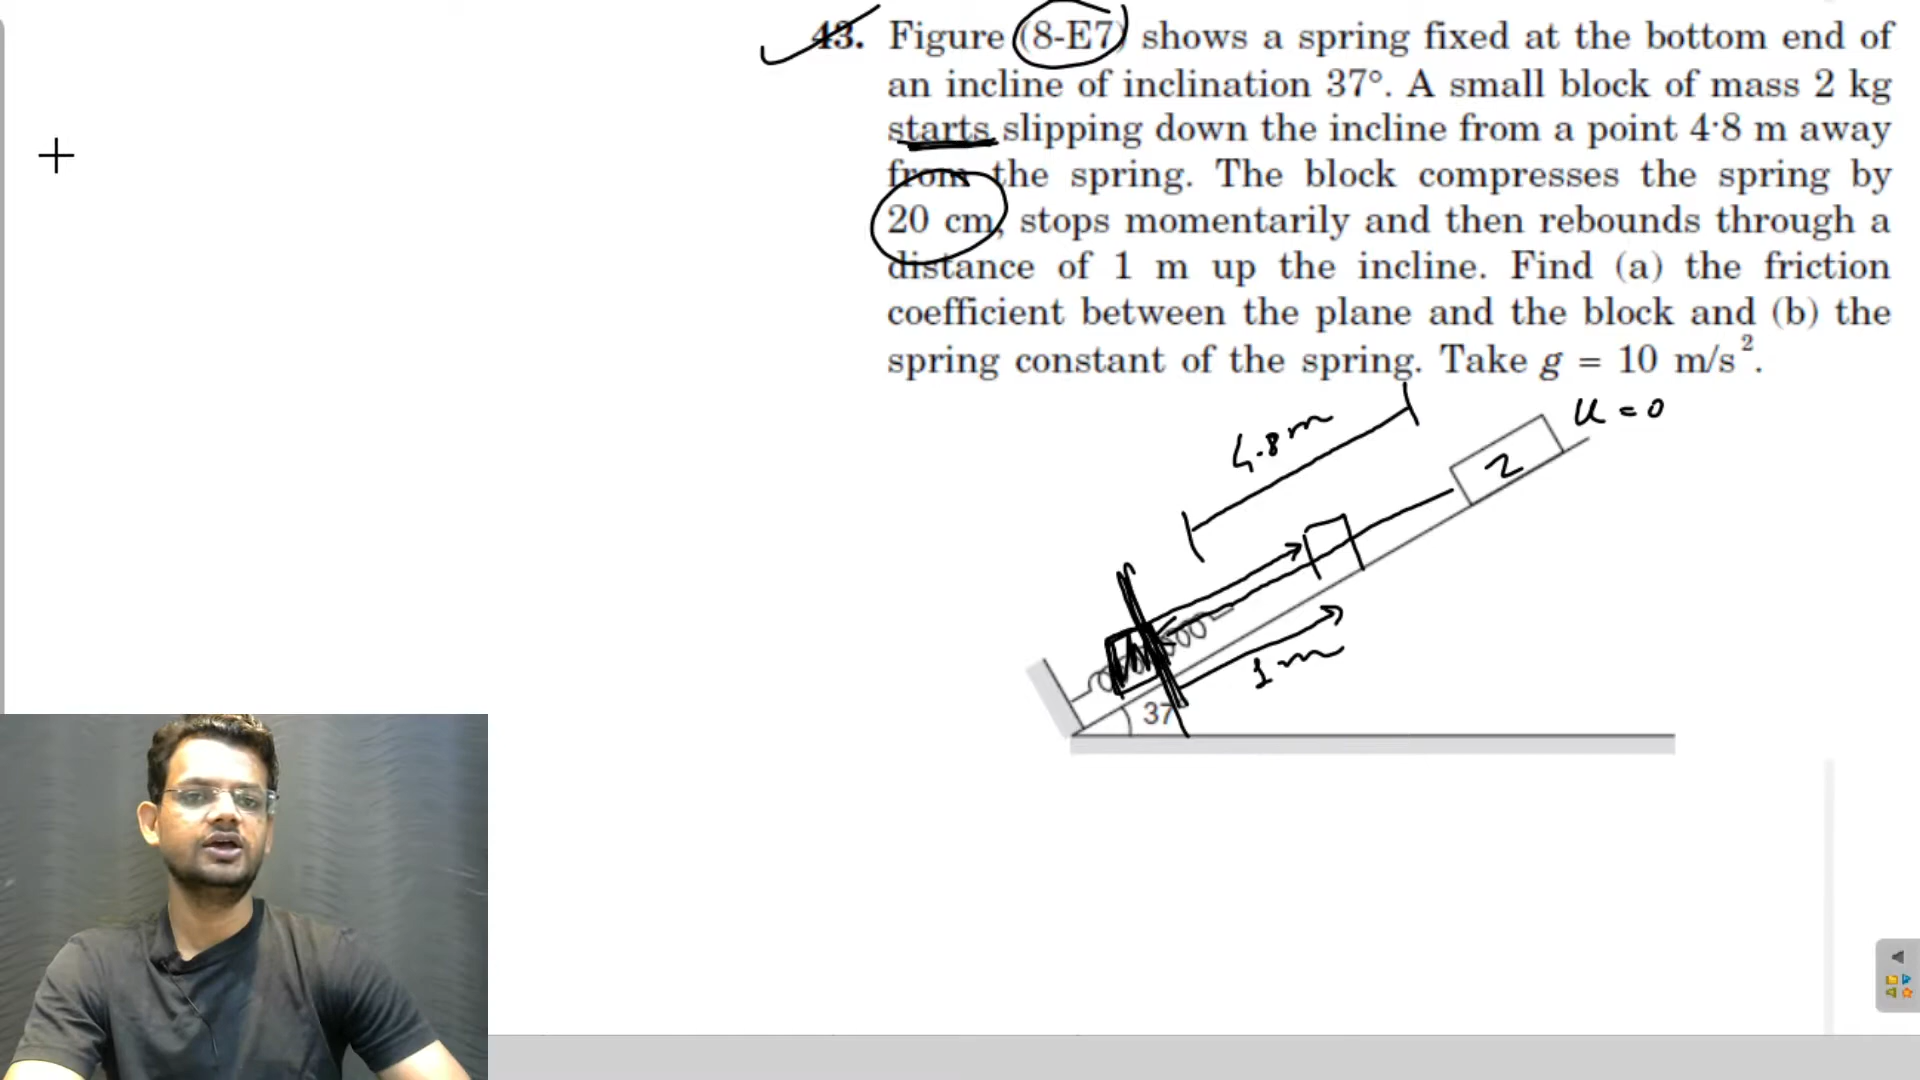 43. Figure (8-E7) shows a spring fixed at the bottom end of
an incline of inclination 37°. A small block of mass 2 kg
starts slipping down the incline from a point 4·8 m away
from the spring. The block compresses the spring by
20 cm, stops momentarily and then rebounds through a
distance of 1 m up the incline. Find (a) the friction
coefficient between the plane and the block and (b) the
spring constant of the spring. Take g = 10 m/s².
u = 0
4.8 m
2
1 m
37